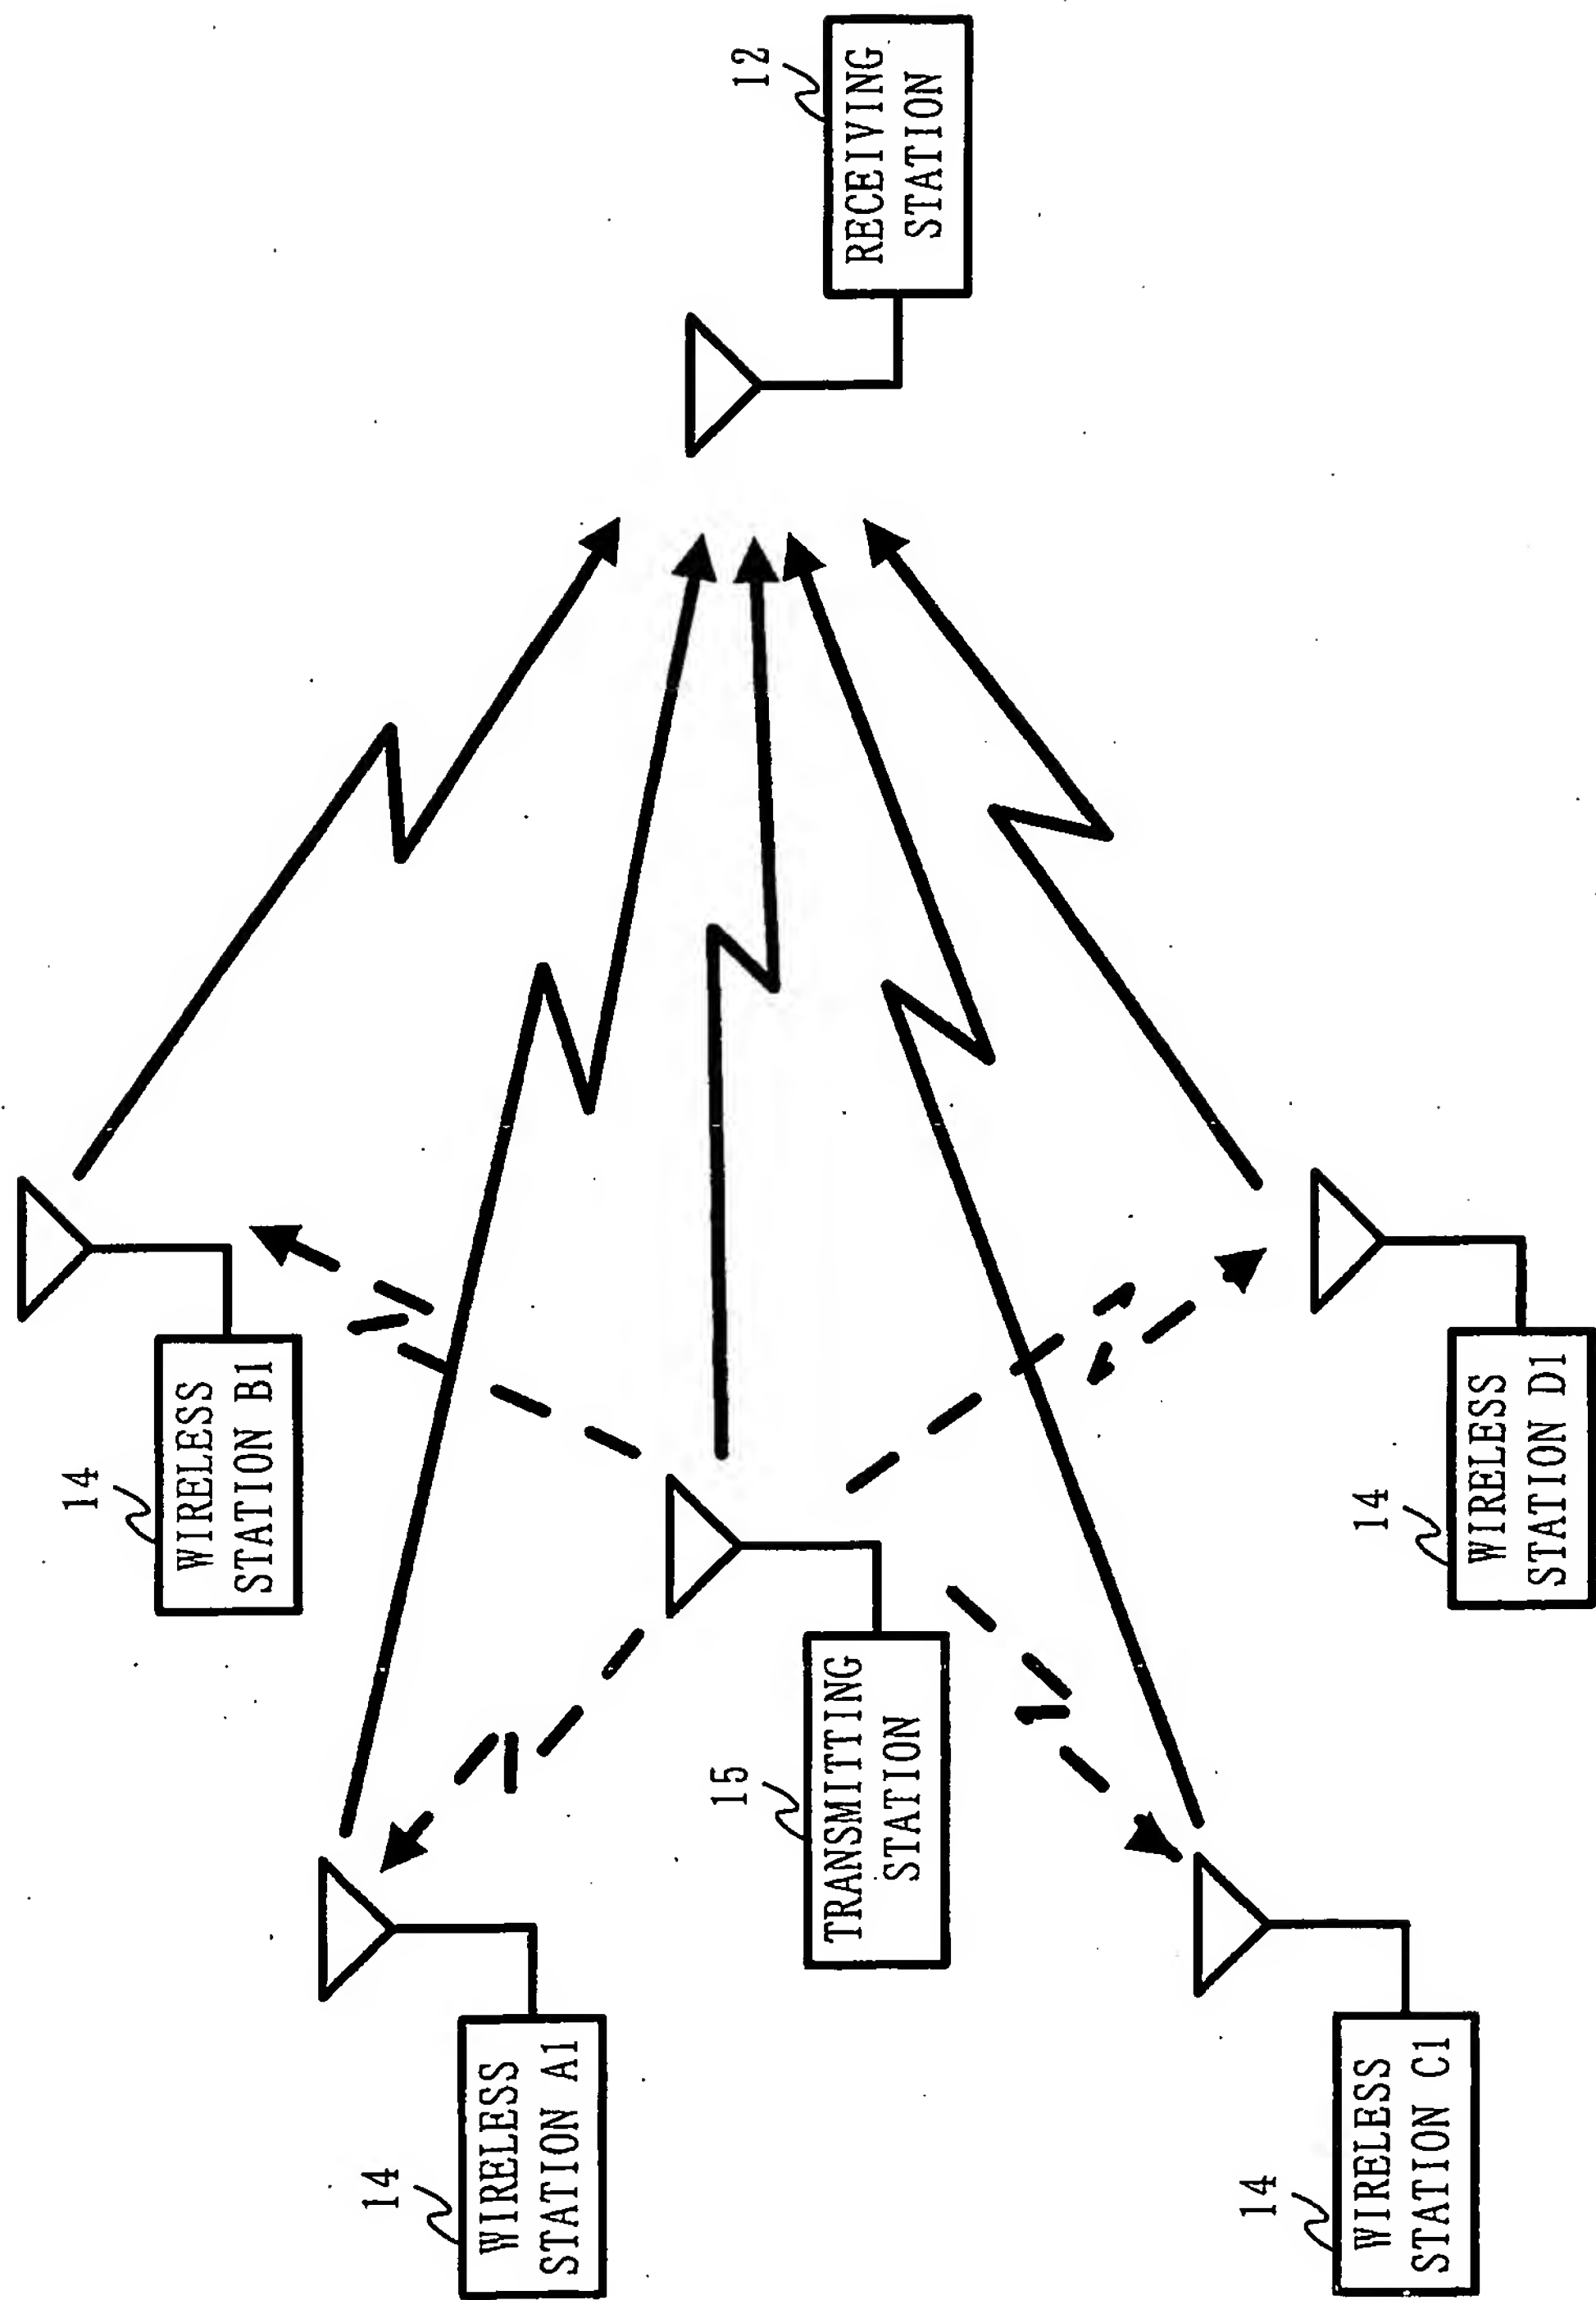 14
WIRELESS
STATION B1
14
WIRELESS
STATION A1
12
RECEIVING
STATION
15
TRANSMITTING
STATION
14
WIRELESS
STATION C1
14
WIRELESS
STATION D1